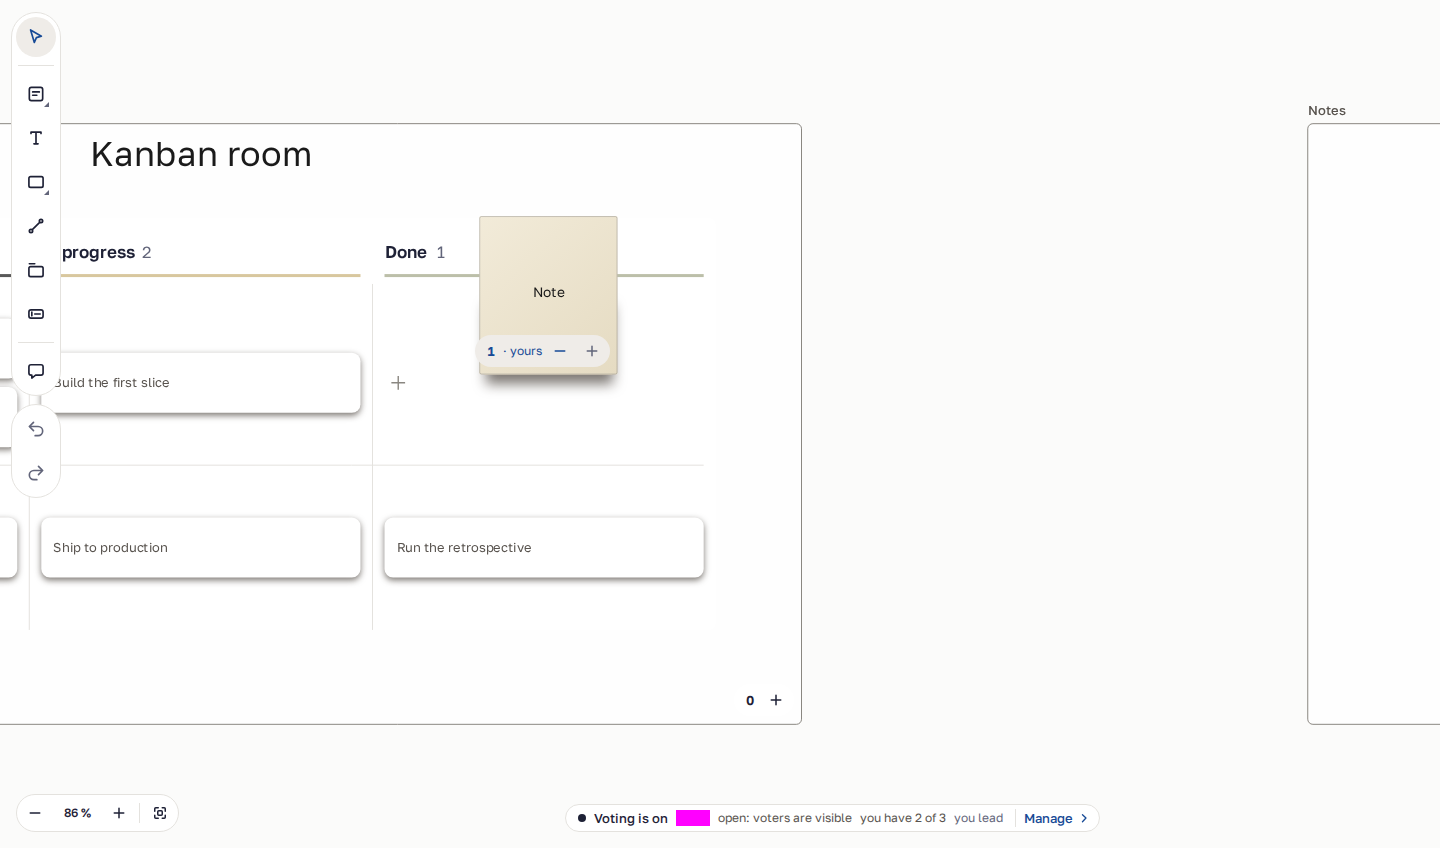 Notes
Kanban room
progress 2
Done 1
Note
1 · yours
Build the first slice
Ship to production
Run the retrospective
0
86 %
Voting is on
open: voters are visible
you have 2 of 3
you lead
Manage